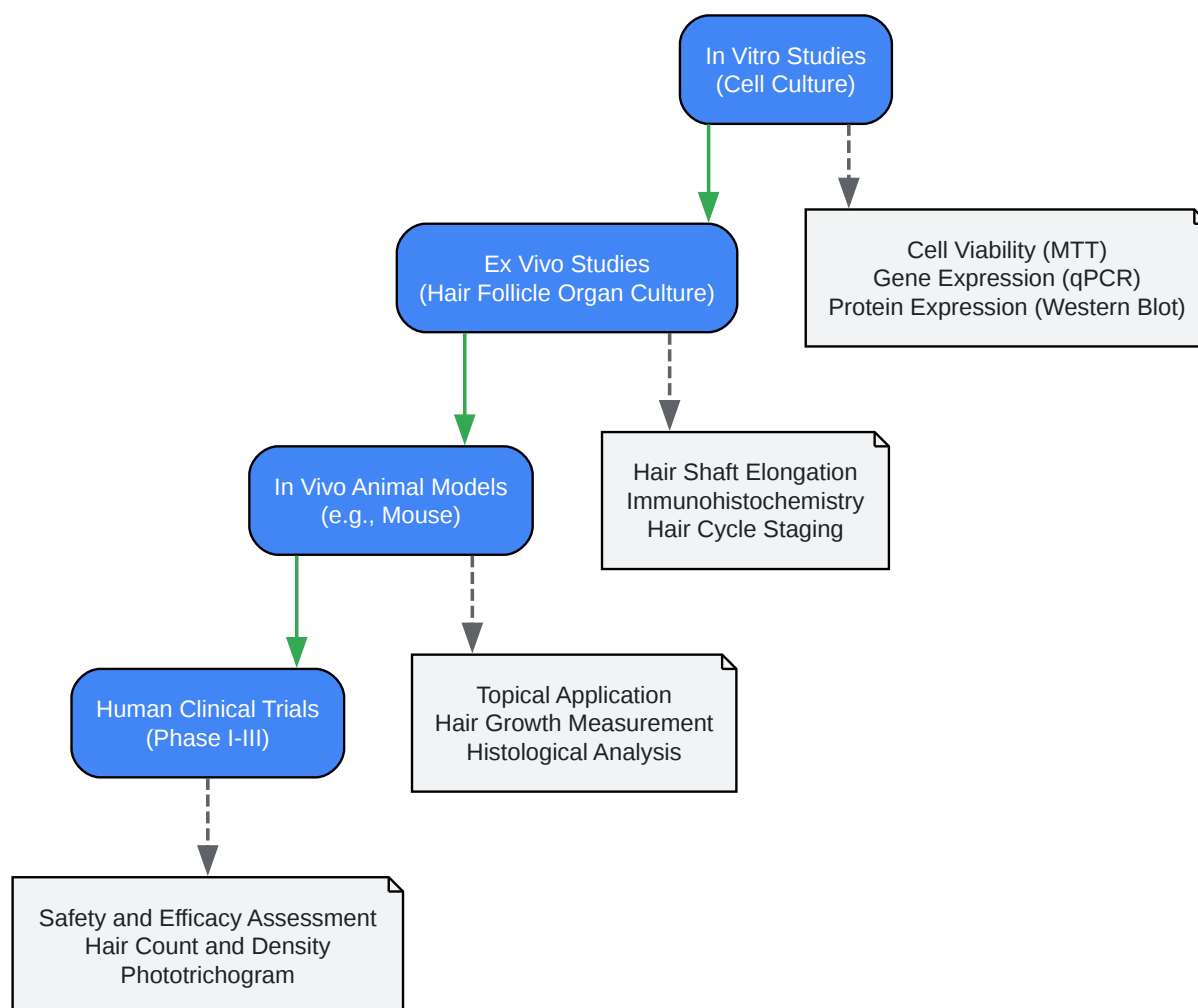 In Vitro Studies
(Cell Culture)
Cell Viability (MTT)
Gene Expression (qPCR)
Protein Expression (Western Blot)
Ex Vivo Studies
(Hair Follicle Organ Culture)
Hair Shaft Elongation
Immunohistochemistry
Hair Cycle Staging
In Vivo Animal Models
(e.g., Mouse)
Topical Application
Hair Growth Measurement
Histological Analysis
Human Clinical Trials
(Phase I-III)
Safety and Efficacy Assessment
Hair Count and Density
Phototrichogram